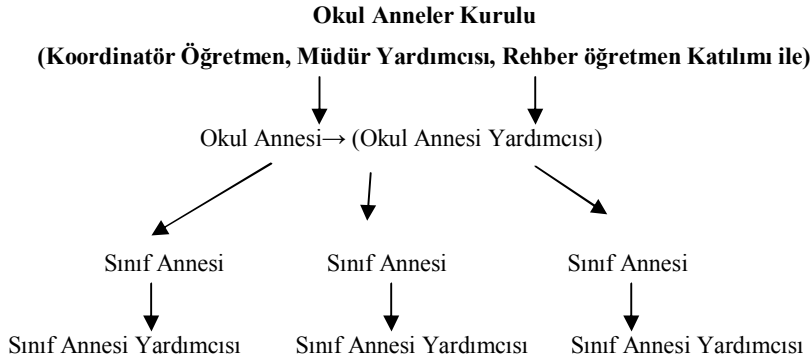 Okul Anneler Kurulu
(Koordinatör Öğretmen, Müdür Yardımcısı, Rehber öğretmen Katılımı ile)
Okul Annesi→ (Okul Annesi Yardımcısı)
Sınıf Annesi Sınıf Annesi Sınıf Annesi
Sınıf Annesi Yardımcısı Sınıf Annesi Yardımcısı Sınıf Annesi Yardımcısı